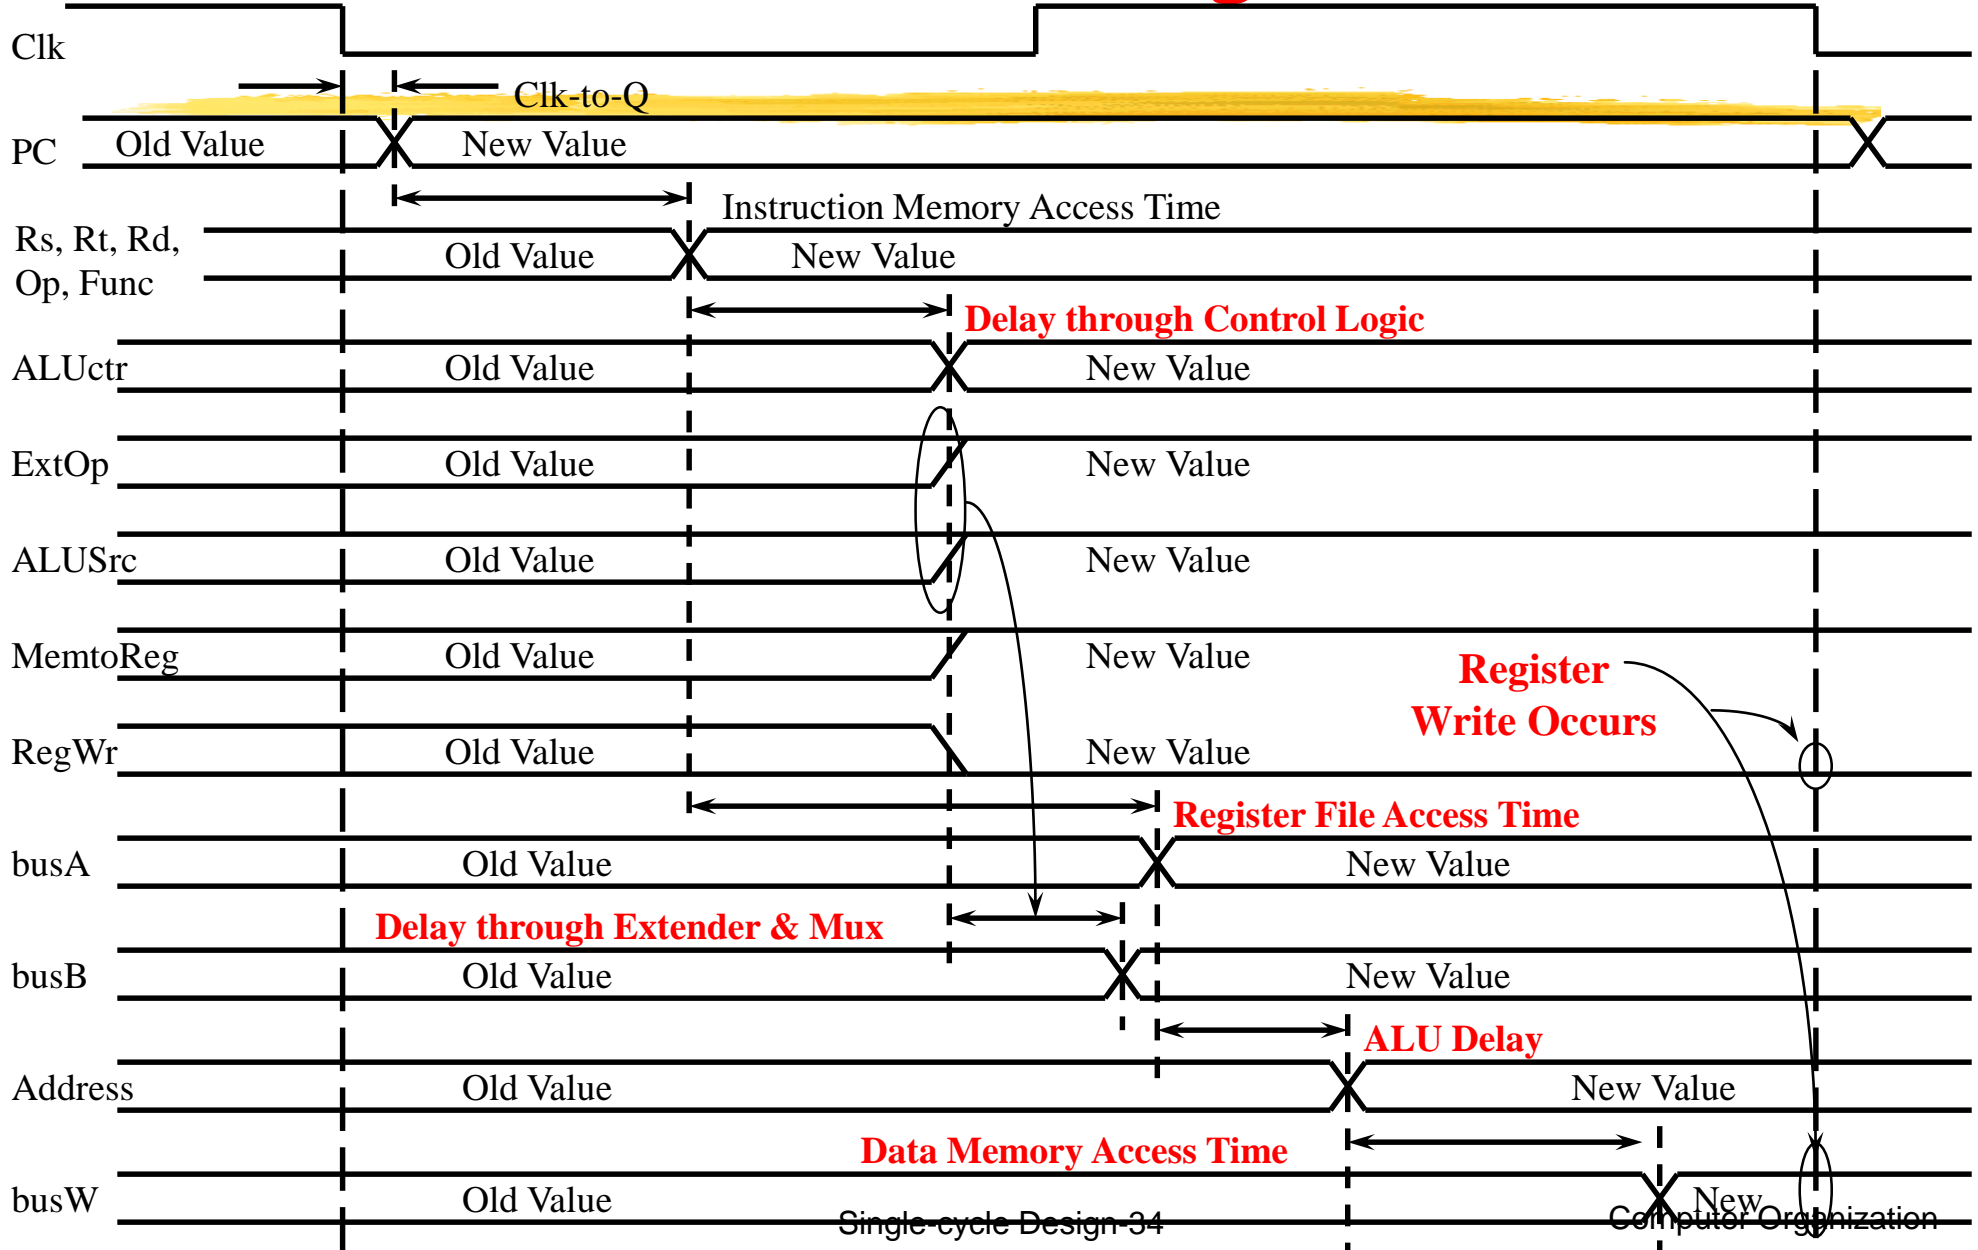 Clk
Clk-to-Q
PC Old Value New Value
Instruction Memory Access Time
Rs, Rt, Rd,
Op, Func
Old Value New Value
Delay through Control Logic
ALUctr Old Value New Value
ExtOp Old Value New Value
ALUSrc Old Value New Value
MemtoReg Old Value New Value
Register
Write Occurs
RegWr Old Value New Value
Register File Access Time
busA Old Value New Value
Delay through Extender & Mux
busB Old Value New Value
ALU Delay
Address Old Value New Value
Data Memory Access Time
busW Old Value New
Single-cycle Design-34
Computer Organization